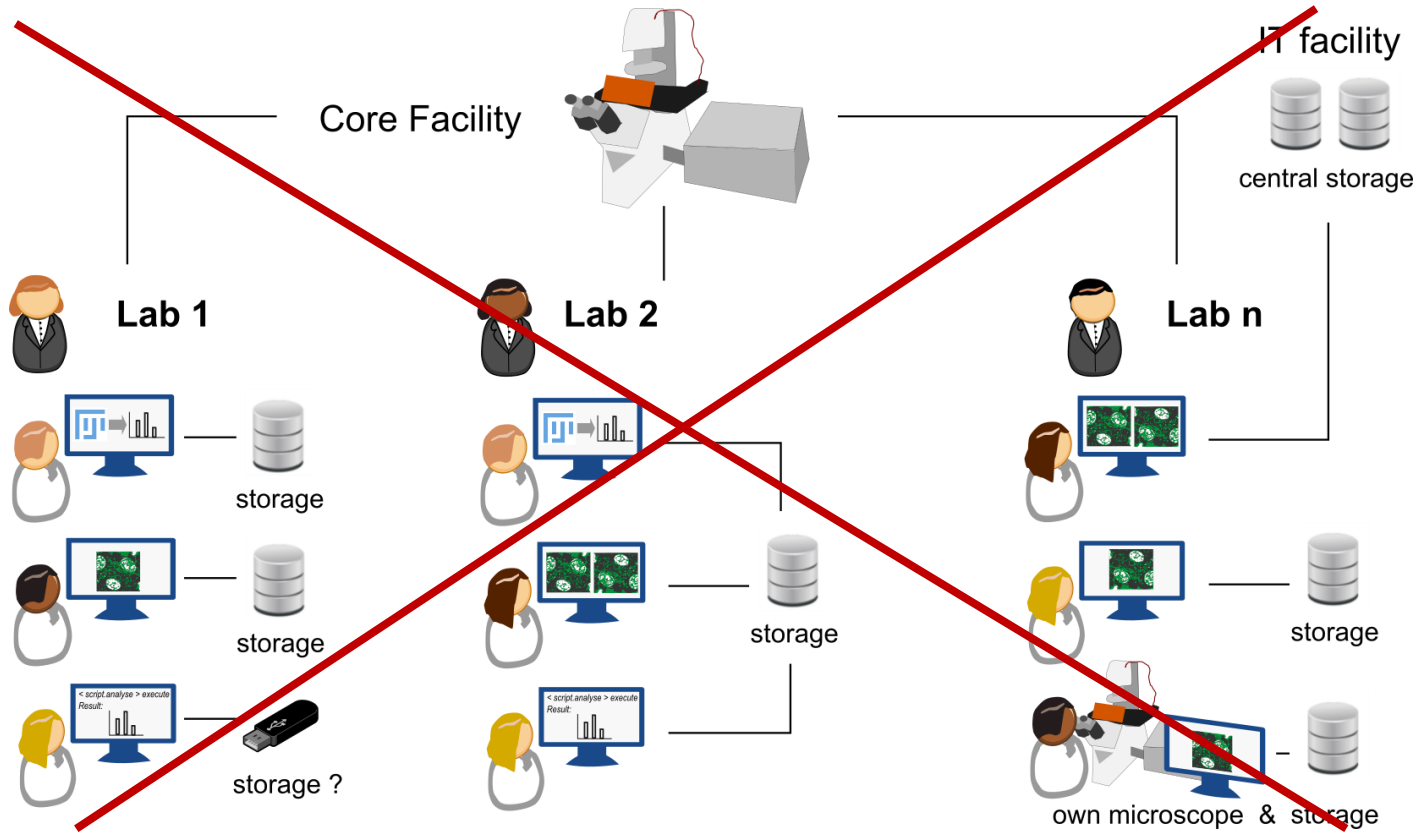 IT facility
Core Facility
central storage
Lab 1
Lab 2
Lab n
storage
storage
storage
storage
< script.analyse > execute
Result:
storage ?
< script.analyse > execute
Result:
own microscope & storage